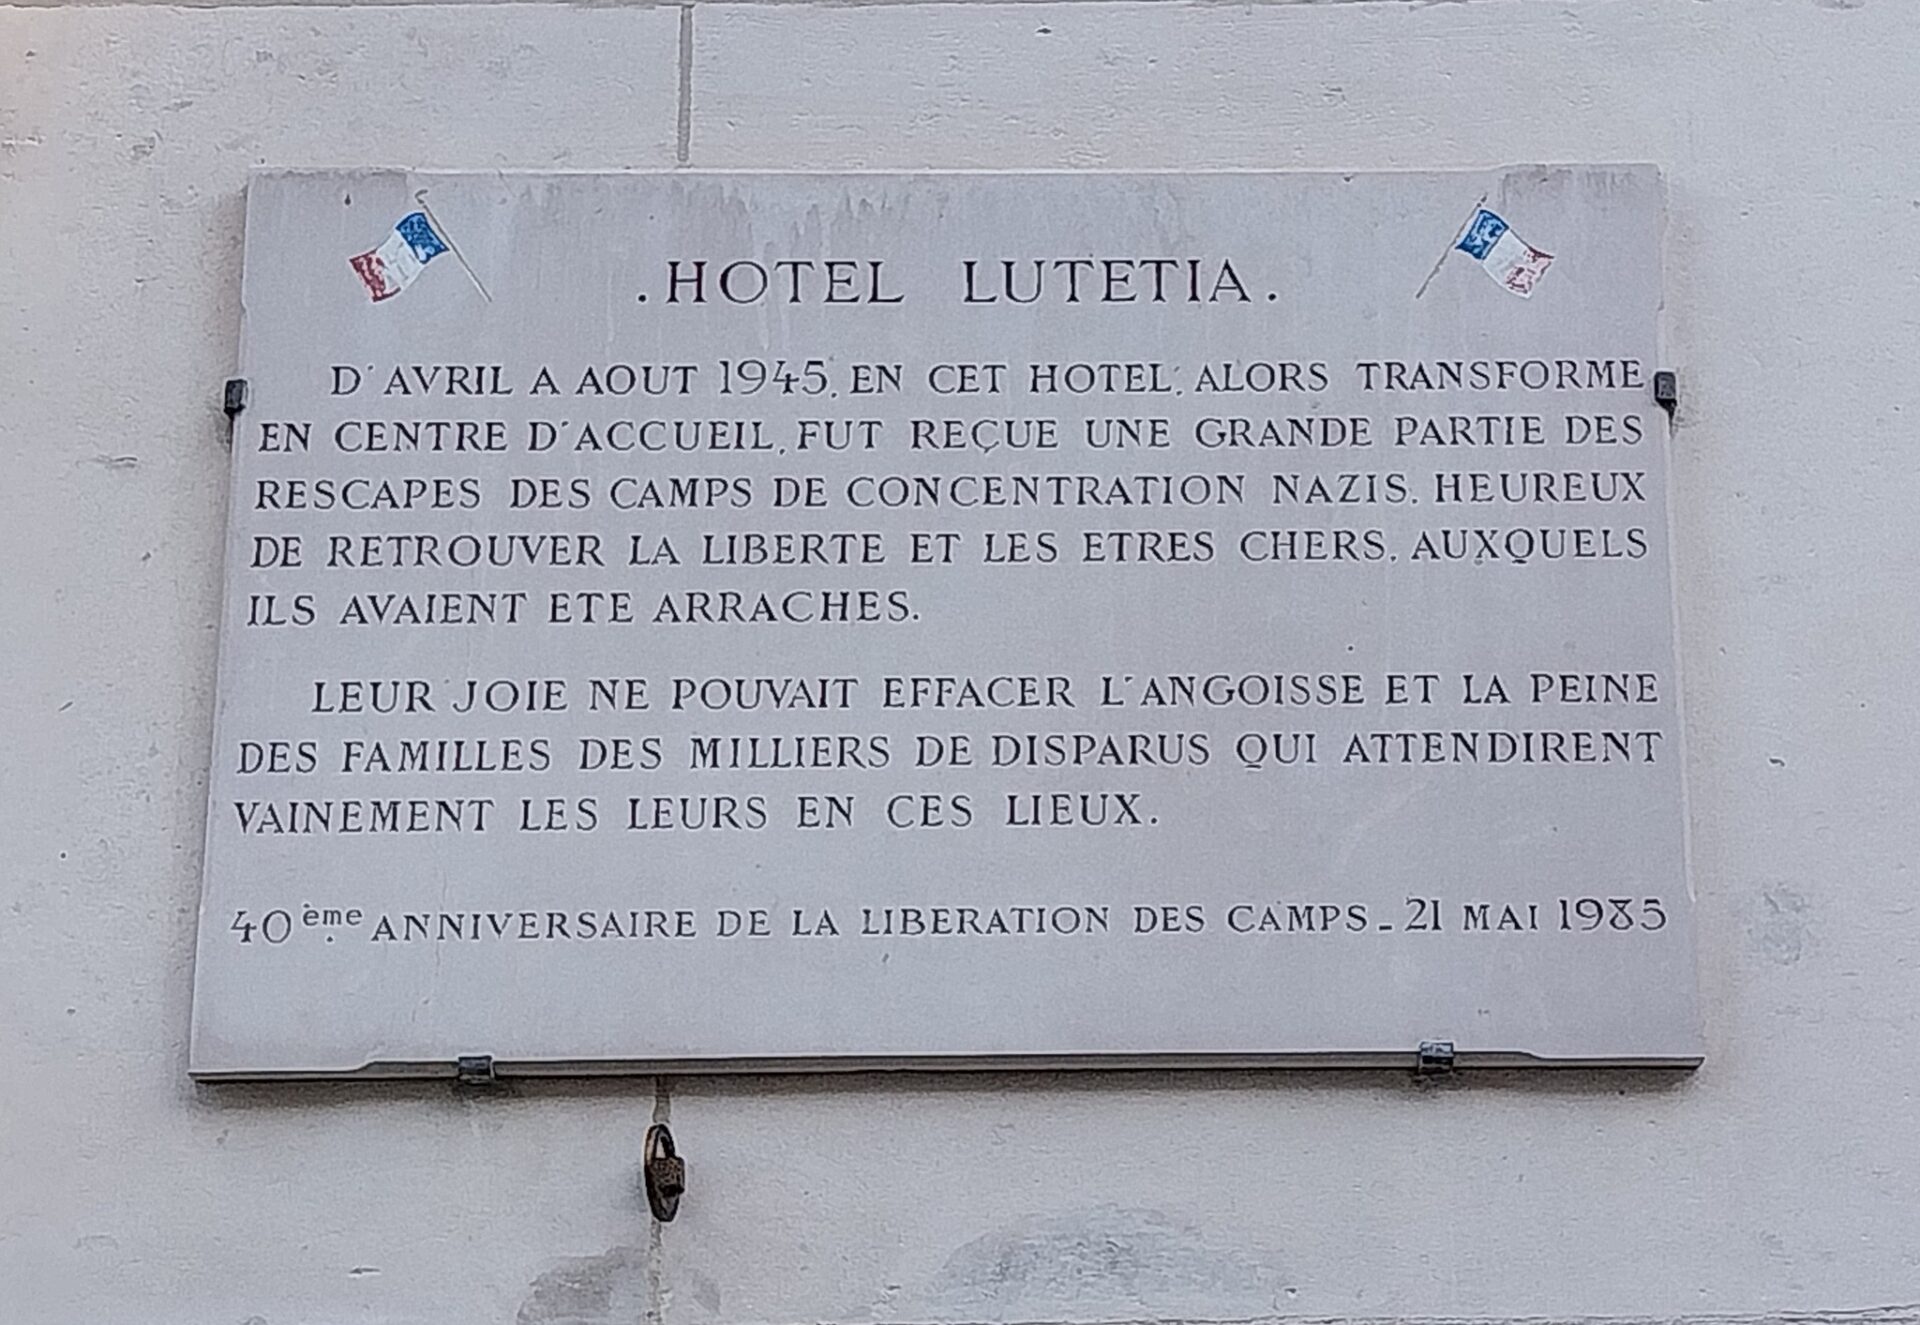 . HOTEL LUTETIA .
D'AVRIL A AOUT 1945, EN CET HOTEL, ALORS TRANSFORME
EN CENTRE D'ACCUEIL, FUT REÇUE UNE GRANDE PARTIE DES
RESCAPES DES CAMPS DE CONCENTRATION NAZIS. HEUREUX
DE RETROUVER LA LIBERTE ET LES ETRES CHERS, AUXQUELS
ILS AVAIENT ETE ARRACHES.
LEUR JOIE NE POUVAIT EFFACER L'ANGOISSE ET LA PEINE
DES FAMILLES DES MILLIERS DE DISPARUS QUI ATTENDIRENT
VAINEMENT LES LEURS EN CES LIEUX.
40ème ANNIVERSAIRE DE LA LIBERATION DES CAMPS - 21 MAI 1985